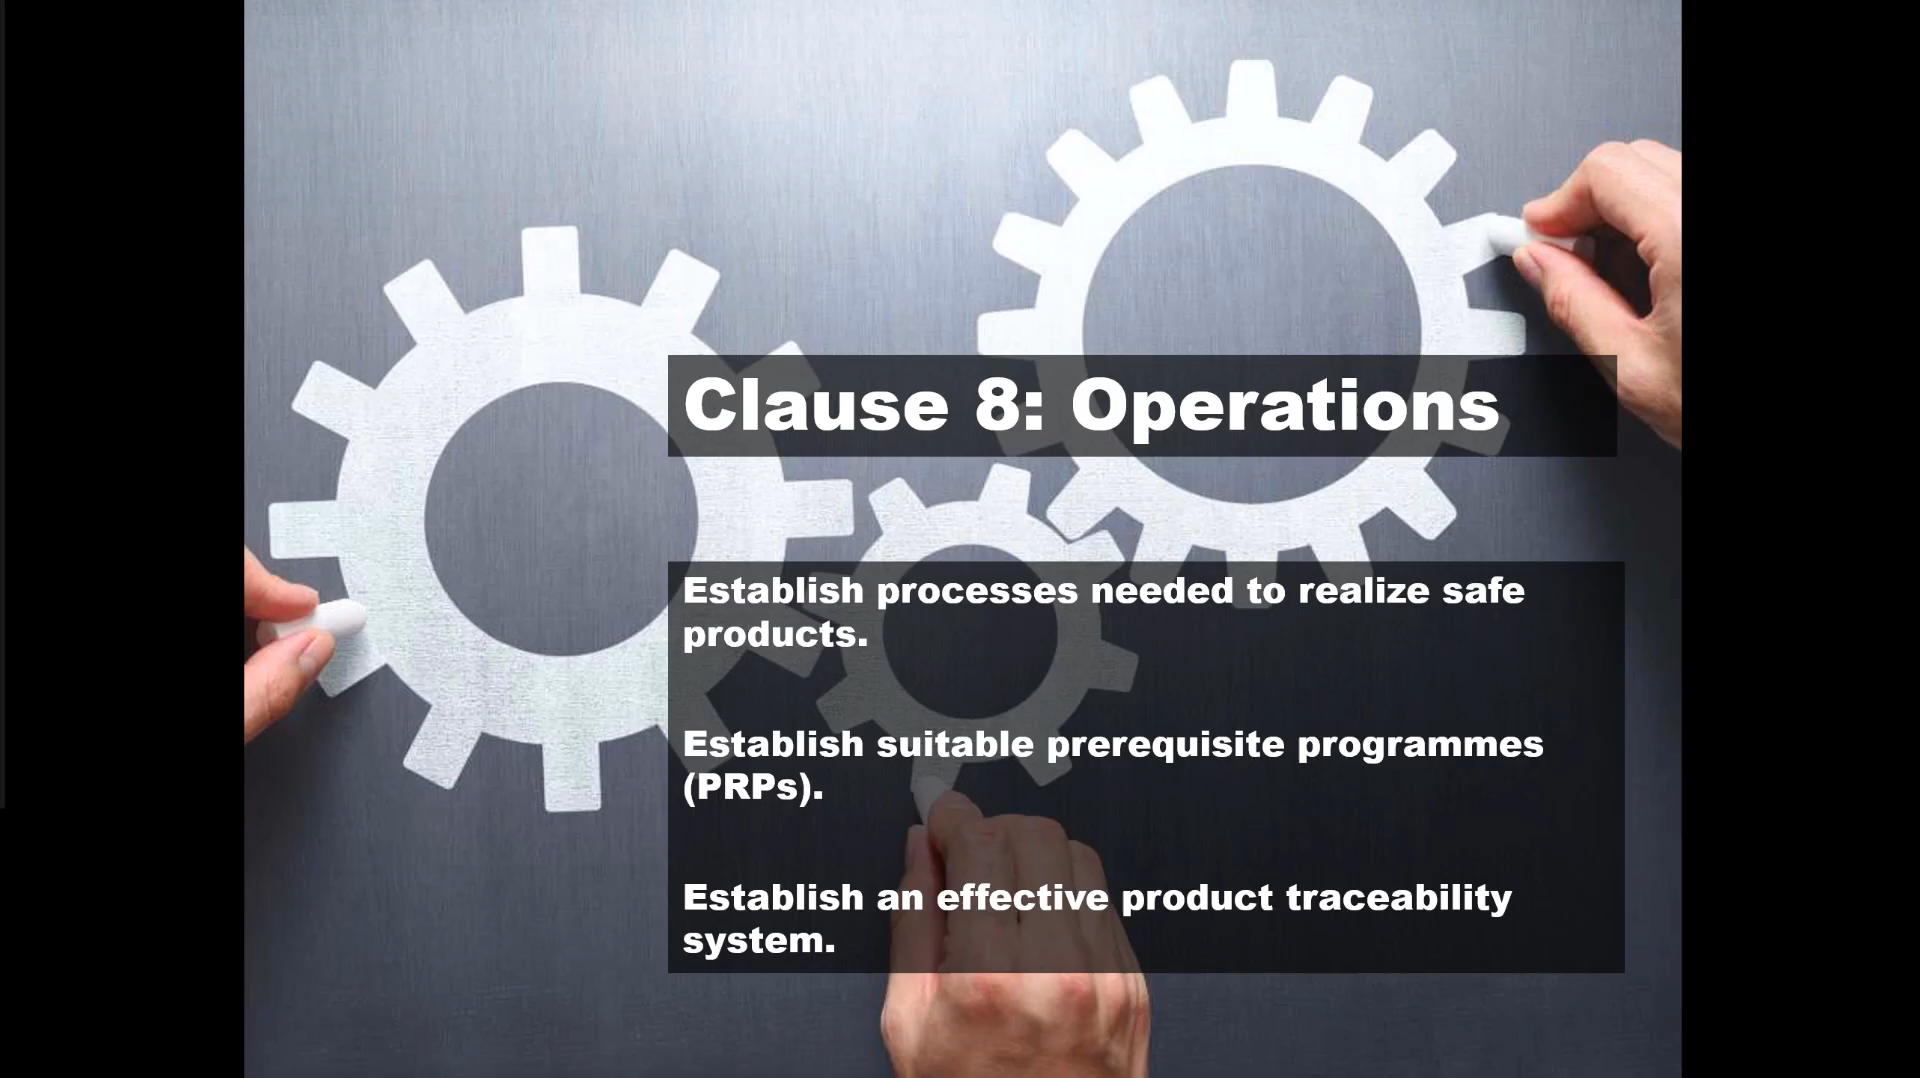 Clause 8: Operations
Establish processes needed to realize safe
products.
Establish suitable prerequisite programmes
(PRPs).
Establish an effective product traceability
system.